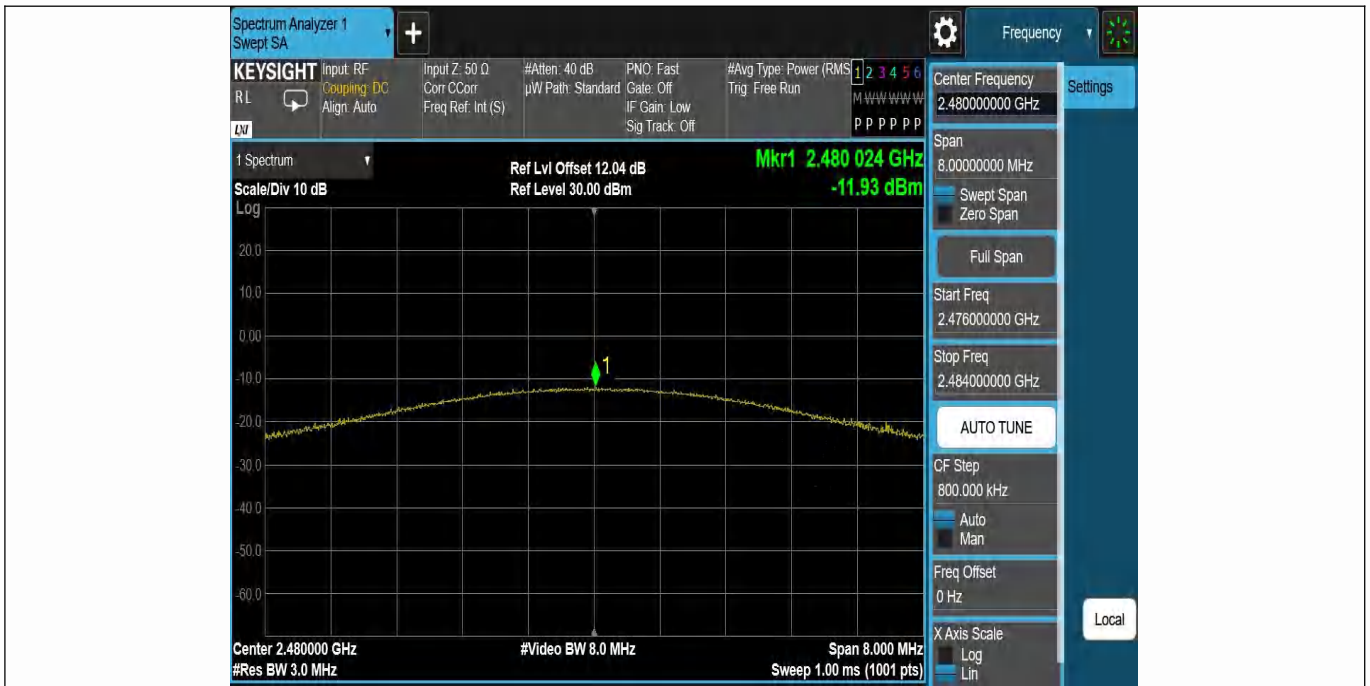 Spectrum Analyzer 1
Swept SA
+
Frequency
KEYSIGHT
RL
LXI
Input: RF
Coupling: DC
Align: Auto
Input Z: 50 Ω
Corr CCorr
Freq Ref: Int (S)
#Atten: 40 dB
µW Path: Standard
PNO: Fast
Gate: Off
IF Gain: Low
Sig Track: Off
#Avg Type: Power (RMS
Trig: Free Run
1 2 3 4 5 6
M W W W W W
P P P P P P
1 Spectrum
Scale/Div 10 dB
Log
Ref Lvl Offset 12.04 dB
Ref Level 30.00 dBm
Mkr1 2.480 024 GHz
-11.93 dBm
20.0
10.0
0.00
-10.0
-20.0
-30.0
-40.0
-50.0
-60.0
1
Center 2.480000 GHz
#Res BW 3.0 MHz
#Video BW 8.0 MHz
Span 8.000 MHz
Sweep 1.00 ms (1001 pts)
Center Frequency
2.480000000 GHz
Settings
Span
8.00000000 MHz
Swept Span
Zero Span
Full Span
Start Freq
2.476000000 GHz
Stop Freq
2.484000000 GHz
AUTO TUNE
CF Step
800.000 kHz
Auto
Man
Freq Offset
0 Hz
X Axis Scale
Log
Lin
Local